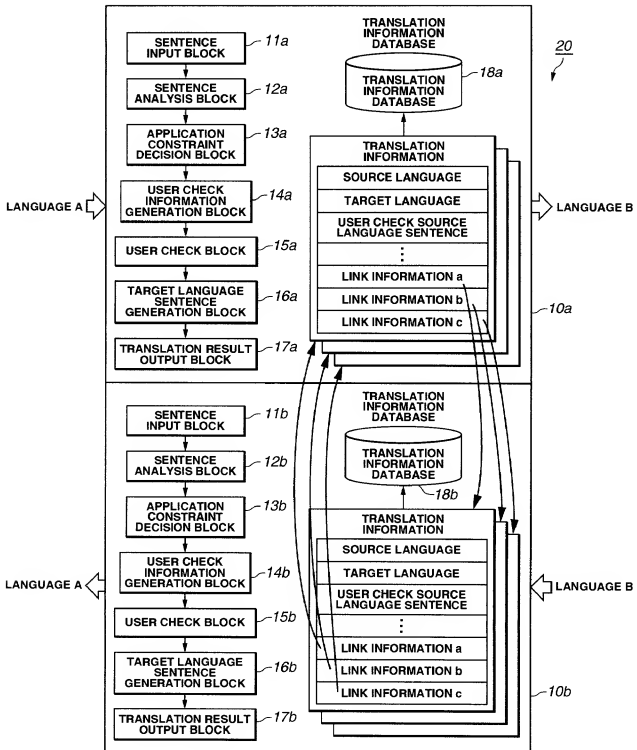 20
LANGUAGE A
SENTENCE
INPUT BLOCK
11a
SENTENCE
ANALYSIS BLOCK
12a
APPLICATION
CONSTRAINT
DECISION BLOCK
13a
USER CHECK
INFORMATION
GENERATION BLOCK
14a
USER CHECK BLOCK
15a
TARGET LANGUAGE
SENTENCE
GENERATION BLOCK
16a
TRANSLATION RESULT
OUTPUT BLOCK
17a
TRANSLATION
INFORMATION
DATABASE
TRANSLATION
INFORMATION
DATABASE
18a
TRANSLATION
INFORMATION
SOURCE LANGUAGE
TARGET LANGUAGE
USER CHECK SOURCE
LANGUAGE SENTENCE
⋮
LINK INFORMATION a
LINK INFORMATION b
LINK INFORMATION c
LANGUAGE B
10a
LANGUAGE A
SENTENCE
INPUT BLOCK
11b
SENTENCE
ANALYSIS BLOCK
12b
APPLICATION
CONSTRAINT
DECISION BLOCK
13b
USER CHECK
INFORMATION
GENERATION BLOCK
14b
USER CHECK BLOCK
15b
TARGET LANGUAGE
SENTENCE
GENERATION BLOCK
16b
TRANSLATION RESULT
OUTPUT BLOCK
17b
TRANSLATION
INFORMATION
DATABASE
TRANSLATION
INFORMATION
DATABASE
18b
TRANSLATION
INFORMATION
SOURCE LANGUAGE
TARGET LANGUAGE
USER CHECK SOURCE
LANGUAGE SENTENCE
⋮
LINK INFORMATION a
LINK INFORMATION b
LINK INFORMATION c
LANGUAGE B
10b